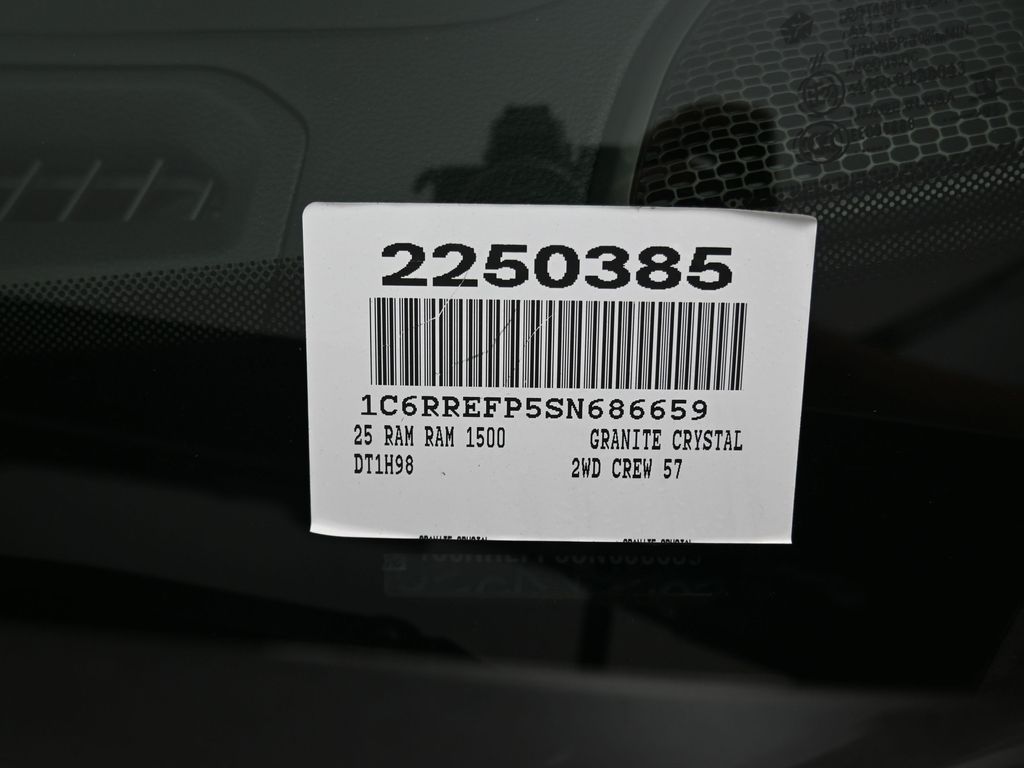 2250385
1C6RREFP5SN686659
25 RAM RAM 1500 GRANITE CRYSTAL
DT1H98 2WD CREW 57